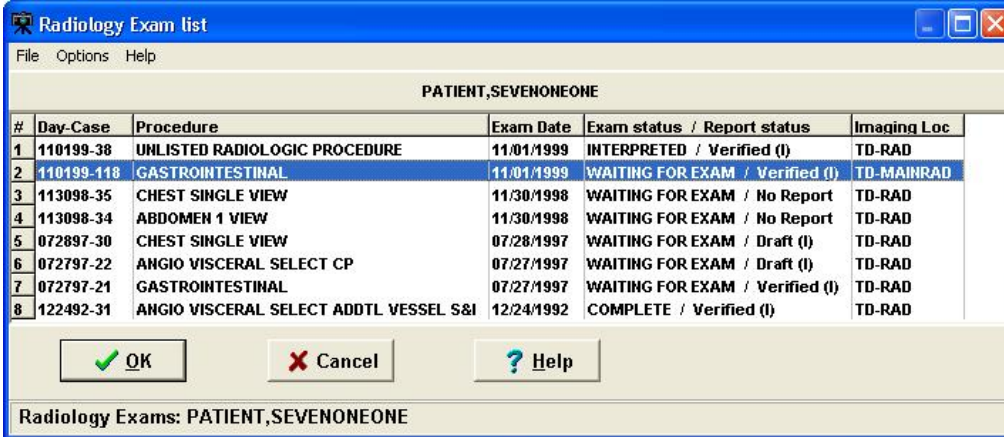 Radiology Exam list
File Options Help
PATIENT,SEVENONEONE
# Day-Case Procedure Exam Date Exam status / Report status Imaging Loc
1 110199-38 UNLISTED RADIOLOGIC PROCEDURE 11/01/1999 INTERPRETED / Verified (I) TD-RAD
2 110199-118 GASTROINTESTINAL 11/01/1999 WAITING FOR EXAM / Verified (I) TD-MAINRAD
3 113098-35 CHEST SINGLE VIEW 11/30/1998 WAITING FOR EXAM / No Report TD-RAD
4 113098-34 ABDOMEN 1 VIEW 11/30/1998 WAITING FOR EXAM / No Report TD-RAD
5 072897-30 CHEST SINGLE VIEW 07/28/1997 WAITING FOR EXAM / Draft (I) TD-RAD
6 072797-22 ANGIO VISCERAL SELECT CP 07/27/1997 WAITING FOR EXAM / Draft (I) TD-RAD
7 072797-21 GASTROINTESTINAL 07/27/1997 WAITING FOR EXAM / Verified (I) TD-RAD
8 122492-31 ANGIO VISCERAL SELECT ADDTL VESSEL S&I 12/24/1992 COMPLETE / Verified (I) TD-RAD
OK Cancel Help
Radiology Exams: PATIENT,SEVENONEONE